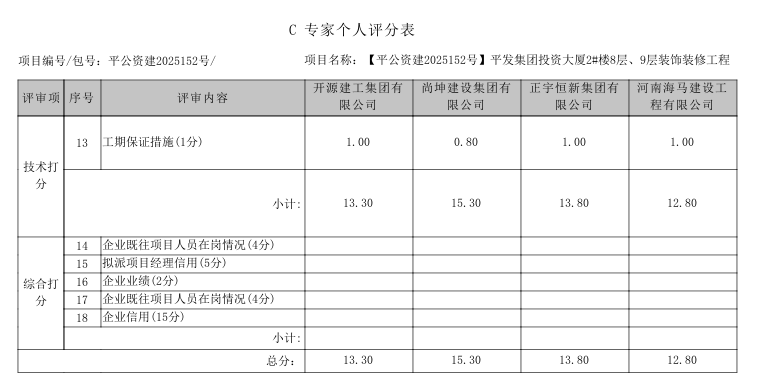 C 专家个人评分表
项目编号/包号: 平公资建2025152号/ 项目名称: 【平公资建2025152号】平发集团投资大厦2#楼8层、9层装饰装修工程
评审项 序号 评审内容 开源建工集团有限公司 尚坤建设集团有限公司 正宇恒新集团有限公司 河南海马建设工程有限公司
技术打分
13 工期保证措施(1分) 1.00 0.80 1.00 1.00
小计: 13.30 15.30 13.80 12.80
综合打分
14 企业既往项目人员在岗情况(4分)
15 拟派项目经理信用(5分)
16 企业业绩(2分)
17 企业既往项目人员在岗情况(4分)
18 企业信用(15分)
小计:
总分: 13.30 15.30 13.80 12.80